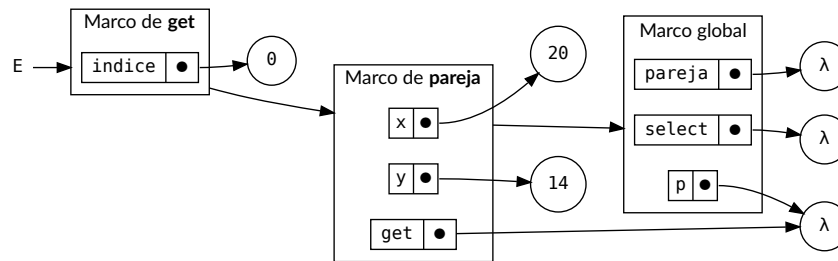 E
Marco de get
indice
0
Marco de pareja
x
20
y
14
get
Marco global
pareja
λ
select
λ
p
λ